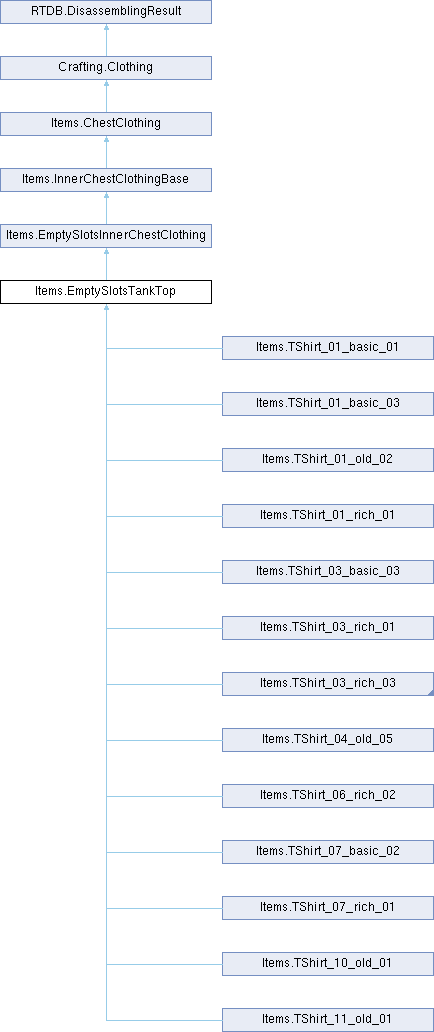 RTDB.DisassemblingResult
Crafting.Clothing
Items.ChestClothing
Items.InnerChestClothingBase
Items.EmptySlotsInnerChestClothing
Items.EmptySlotsTankTop
Items.TShirt_01_basic_01
Items.TShirt_01_basic_03
Items.TShirt_01_old_02
Items.TShirt_01_rich_01
Items.TShirt_03_basic_03
Items.TShirt_03_rich_01
Items.TShirt_03_rich_03
Items.TShirt_04_old_05
Items.TShirt_06_rich_02
Items.TShirt_07_basic_02
Items.TShirt_07_rich_01
Items.TShirt_10_old_01
Items.TShirt_11_old_01